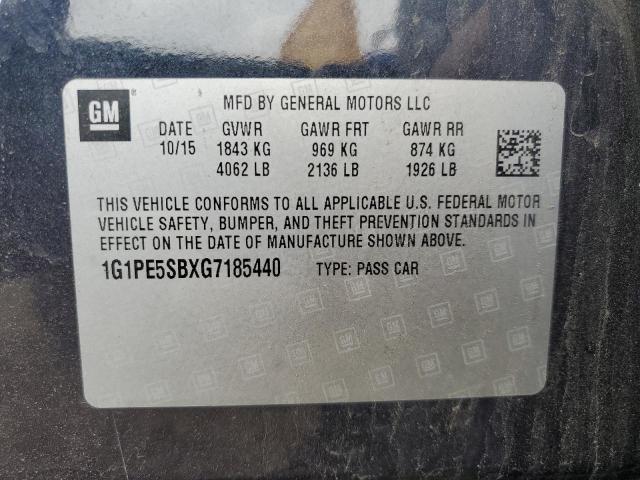 GM
MFD BY GENERAL MOTORS LLC
DATE GVWR GAWR FRT GAWR RR
10/15 1843 KG 969 KG 874 KG
4062 LB 2136 LB 1926 LB
THIS VEHICLE CONFORMS TO ALL APPLICABLE U.S. FEDERAL MOTOR
VEHICLE SAFETY, BUMPER, AND THEFT PREVENTION STANDARDS IN
EFFECT ON THE DATE OF MANUFACTURE SHOWN ABOVE.
1G1PE5SBXG7185440 TYPE: PASS CAR